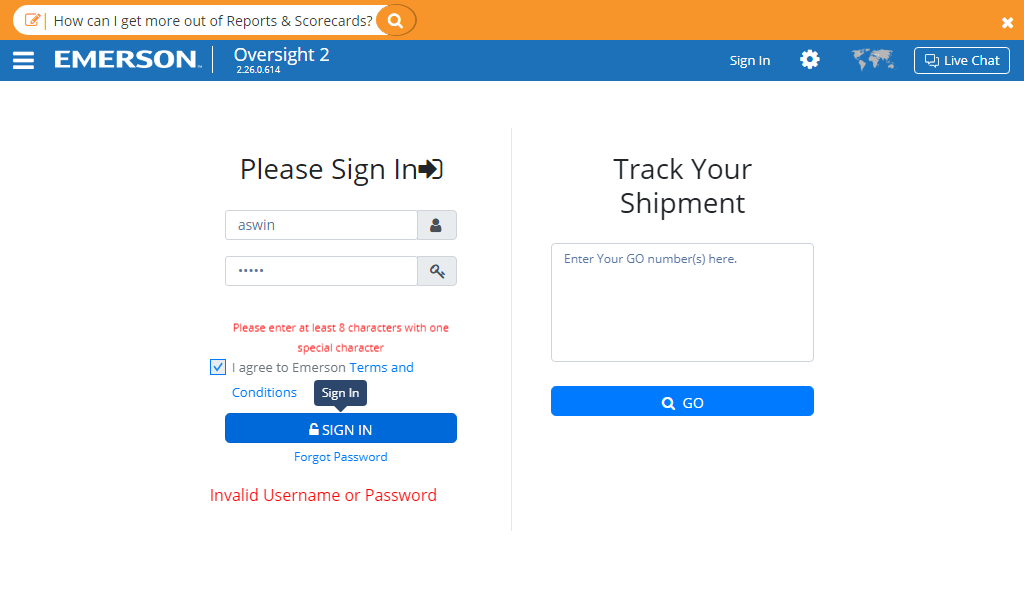 How can I get more out of Reports & Scorecards?
EMERSON™
Oversight 2
2.26.0.614
Sign In
Live Chat
Please Sign In
aswin
•••••
Please enter at least 8 characters with one
special character
I agree to Emerson Terms and
Conditions
Sign In
SIGN IN
Forgot Password
Invalid Username or Password
Track Your
Shipment
Enter Your GO number(s) here.
GO